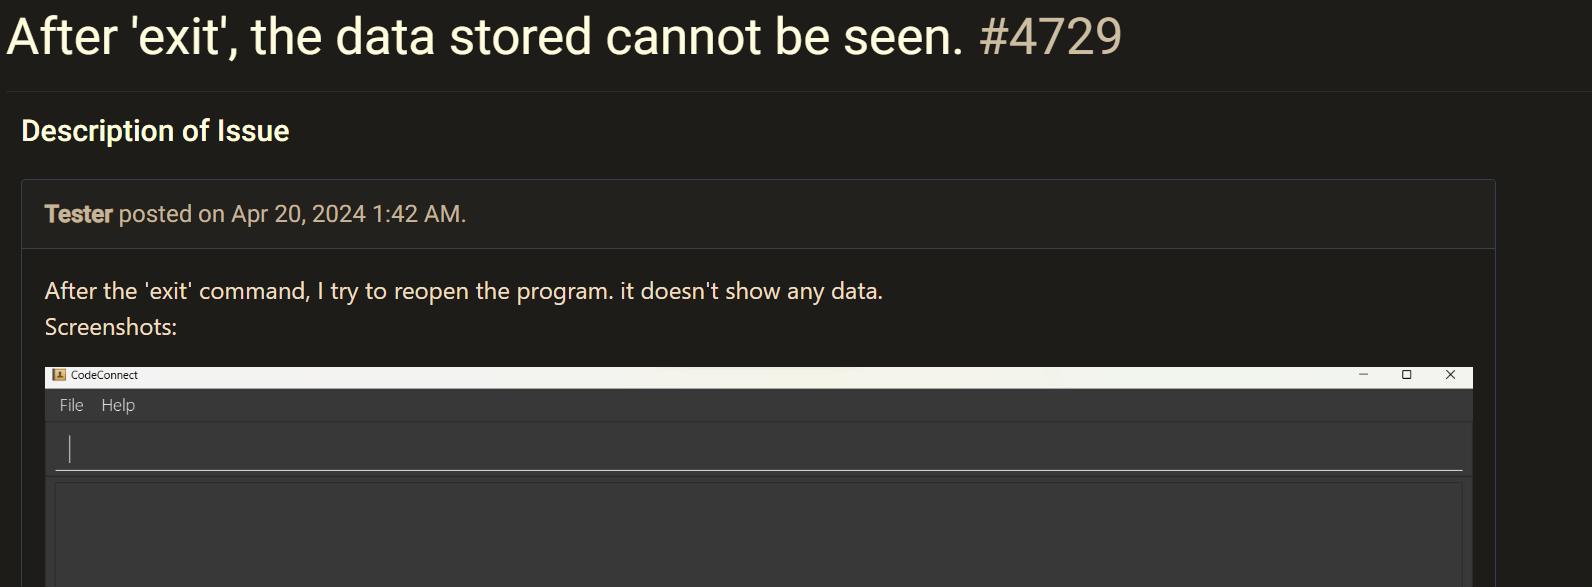 After 'exit', the data stored cannot be seen. #4729
Description of Issue
Tester posted on Apr 20, 2024 1:42 AM.
After the 'exit' command, I try to reopen the program. it doesn't show any data.
Screenshots:
CodeConnect
File Help